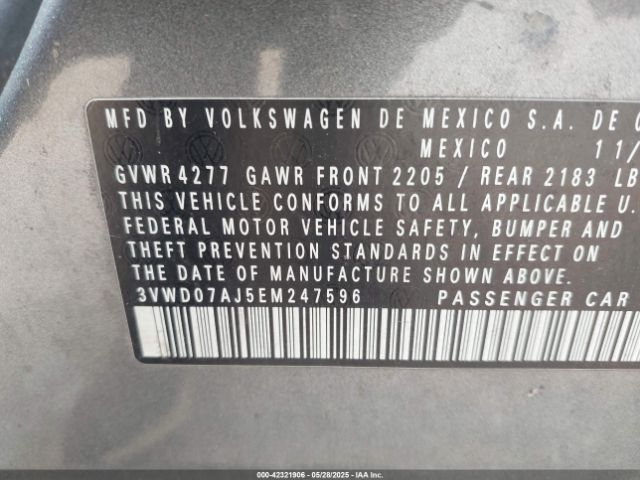 MFD BY VOLKSWAGEN DE MEXICO S.A. DE C
MEXICO 11/
GVWR 4277 GAWR FRONT 2205 / REAR 2183 LB
THIS VEHICLE CONFORMS TO ALL APPLICABLE U.
FEDERAL MOTOR VEHICLE SAFETY, BUMPER AND
THEFT PREVENTION STANDARDS IN EFFECT ON
THE DATE OF MANUFACTURE SHOWN ABOVE.
3VWD07AJ5EM247596 PASSENGER CAR
000-42321906 - 05/28/2025 - IAA Inc.